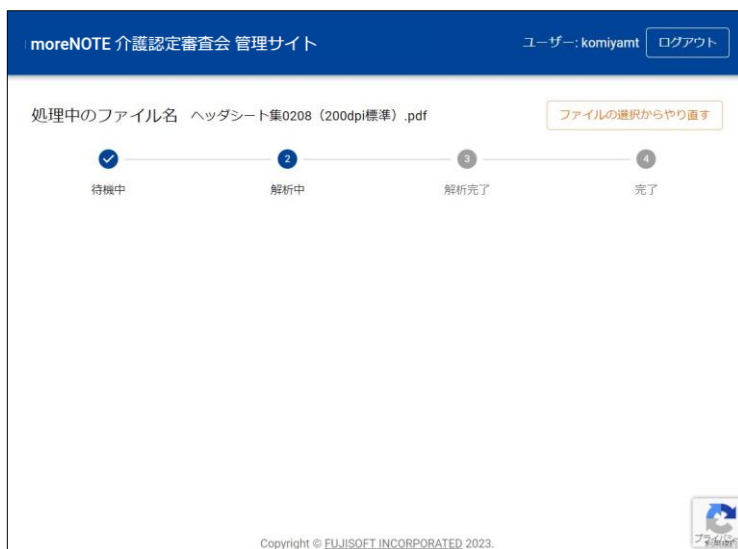 moreNOTE 介護認定審査会 管理サイト
ユーザー: komiyamt ログアウト
処理中のファイル名 ヘッダシート集0208（200dpi標準）.pdf ファイルの選択からやり直す
2 3 4
待機中 解析中 解析完了 完了
Copyright © FUJISOFT INCORPORATED 2023.